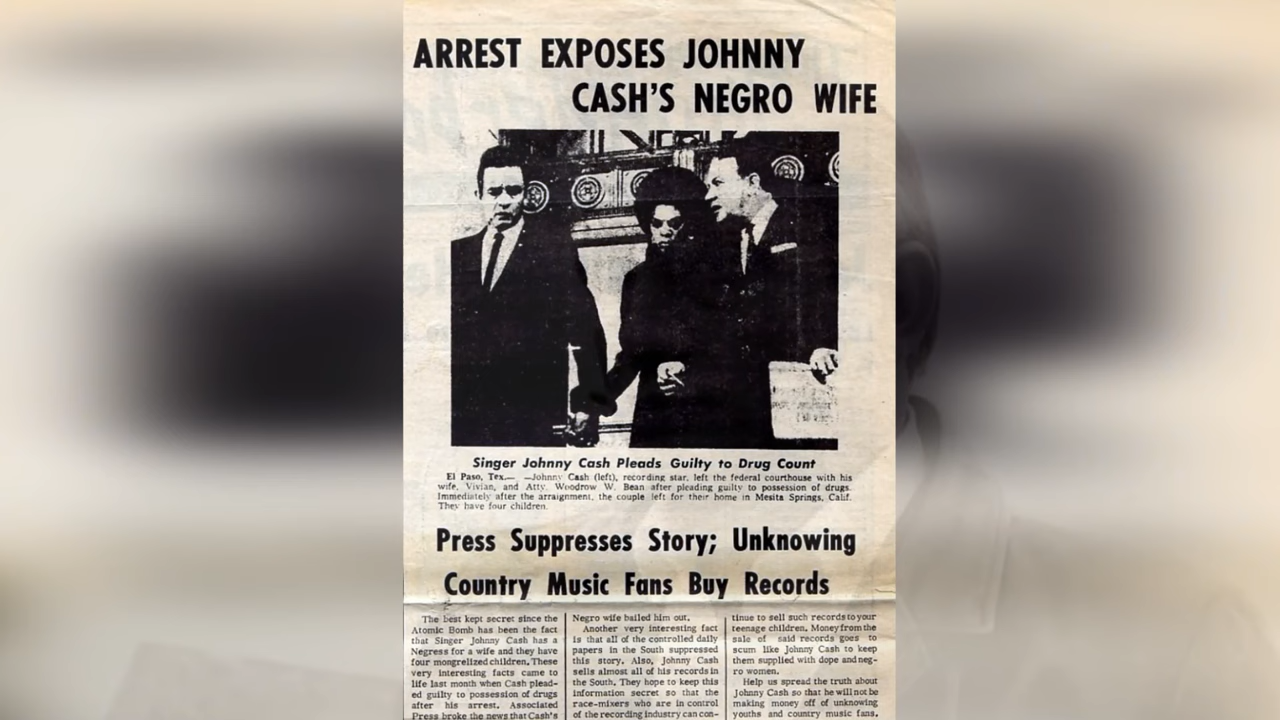 ARREST EXPOSES JOHNNY
CASH'S NEGRO WIFE
Singer Johnny Cash Pleads Guilty to Drug Count
El Paso, Tex.— —Johnny Cash (left), recording star, left the federal courthouse with his
wife, Vivian, and Atty. Woodrow W. Bean after pleading guilty to possession of drugs.
Immediately after the arraignment, the couple left for their home in Mesita Springs, Calif.
They have four children.
Press Suppresses Story; Unknowing
Country Music Fans Buy Records
The best kept secret since the
Atomic Bomb has been the fact
that Singer Johnny Cash has a
Negress for a wife and they have
four mongrelized children. These
very interesting facts came to
life last month when Cash plead-
ed guilty to possession of drugs
after his arrest. Associated
Press broke the news that Cash's
Negro wife bailed him out.
Another very interesting fact
is that all of the controlled daily
papers in the South suppressed
this story. Also, Johnny Cash
sells almost all of his records in
the South. They hope to keep this
information secret so that the
race-mixers who are in control
of the recording industry can con-
tinue to sell such records to your
teenage children. Money from the
sale of said records goes to
scum like Johnny Cash to keep
them supplied with dope and neg-
ro women.
Help us spread the truth about
Johnny Cash so that he will not be
making money off of unknowing
youths and country music fans.